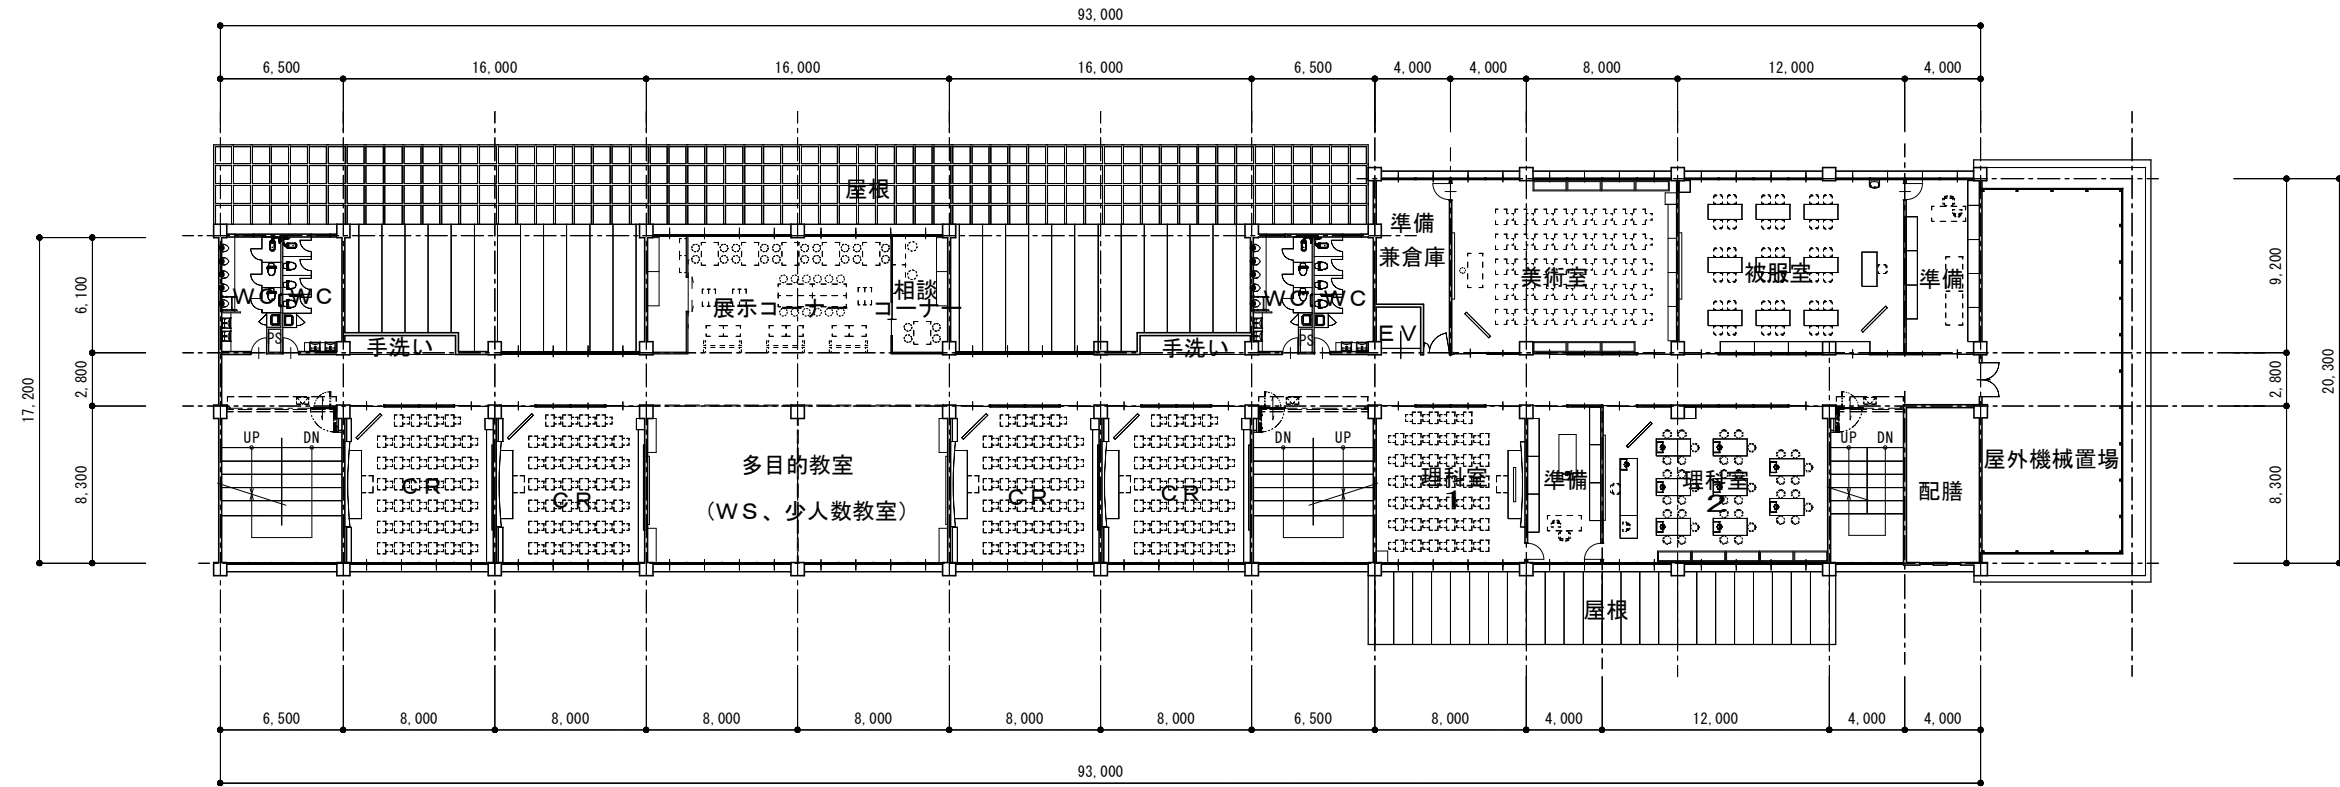 93,000
6,500 16,000 16,000 16,000 6,500 4,000 4,000 8,000 12,000 4,000
屋根
準備
兼倉庫
美術室
被服室
準備
WC WC
展示コーナー
相談
コーナー
WC WC
EV
PS
手洗い
手洗い
PS
17,200
6,100
2,800
8,300
9,200
2,800
8,300
20,300
UP DN
CR
CR
多目的教室
（WS、少人数教室）
CR
CR
DN UP
理科室
1
準備
理科室
2
UP DN
配膳
屋外機械置場
屋根
6,500 8,000 8,000 8,000 8,000 8,000 8,000 6,500 8,000 4,000 12,000 4,000 4,000
93,000